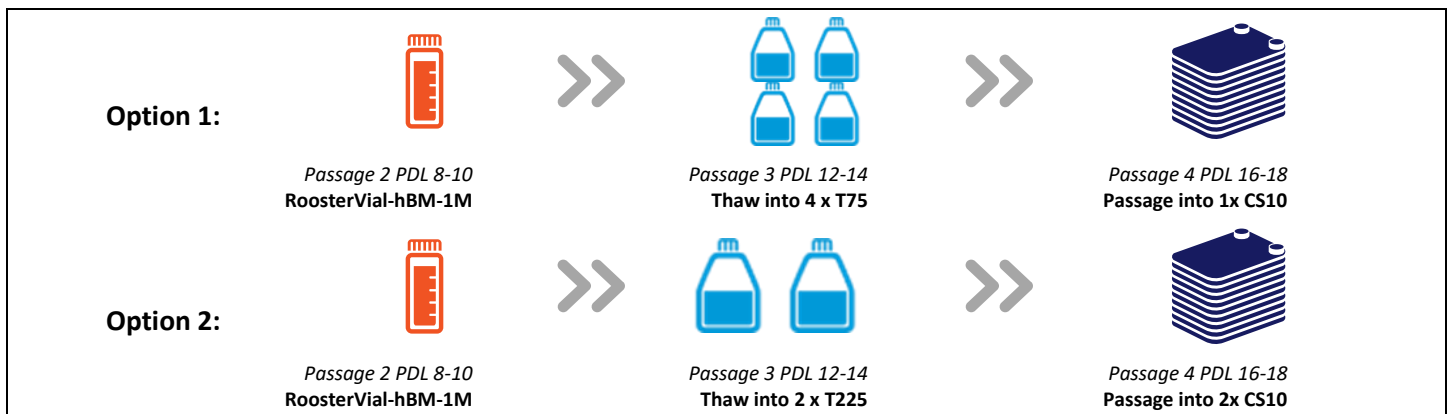 Option 1:
Passage 2 PDL 8-10
RoosterVial-hBM-1M
Passage 3 PDL 12-14
Thaw into 4 x T75
Passage 4 PDL 16-18
Passage into 1x CS10
Option 2:
Passage 2 PDL 8-10
RoosterVial-hBM-1M
Passage 3 PDL 12-14
Thaw into 2 x T225
Passage 4 PDL 16-18
Passage into 2x CS10